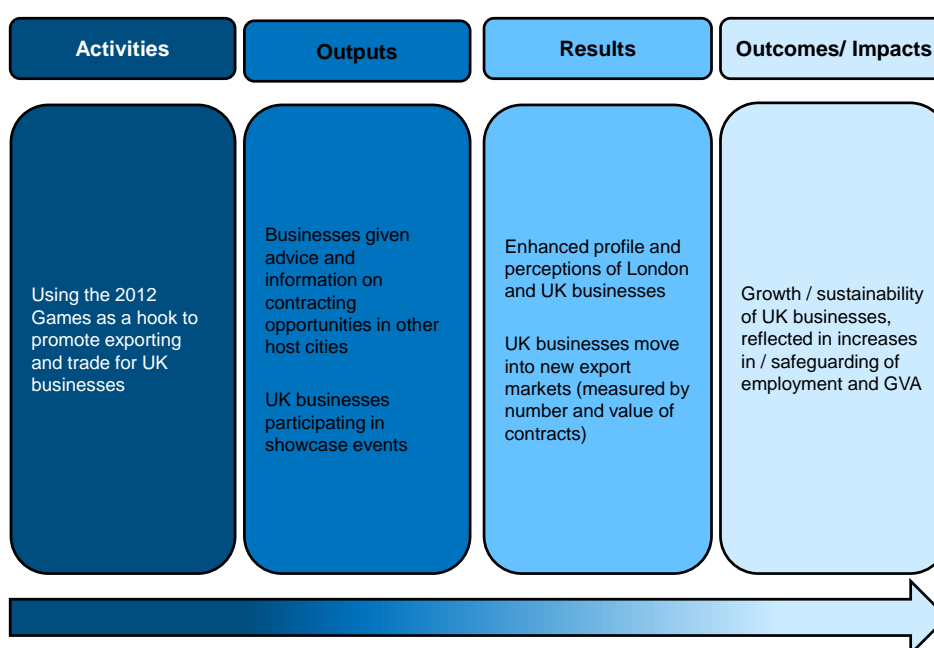 Activities
Outputs
Results
Outcomes/ Impacts
Using the 2012
Games as a hook to
promote exporting
and trade for UK
businesses
Businesses given
advice and
information on
contracting
opportunities in other
host cities
UK businesses
participating in
showcase events
Enhanced profile and
perceptions of London
and UK businesses
UK businesses move
into new export
markets (measured by
number and value of
contracts)
Growth / sustainability
of UK businesses,
reflected in increases
in / safeguarding of
employment and GVA